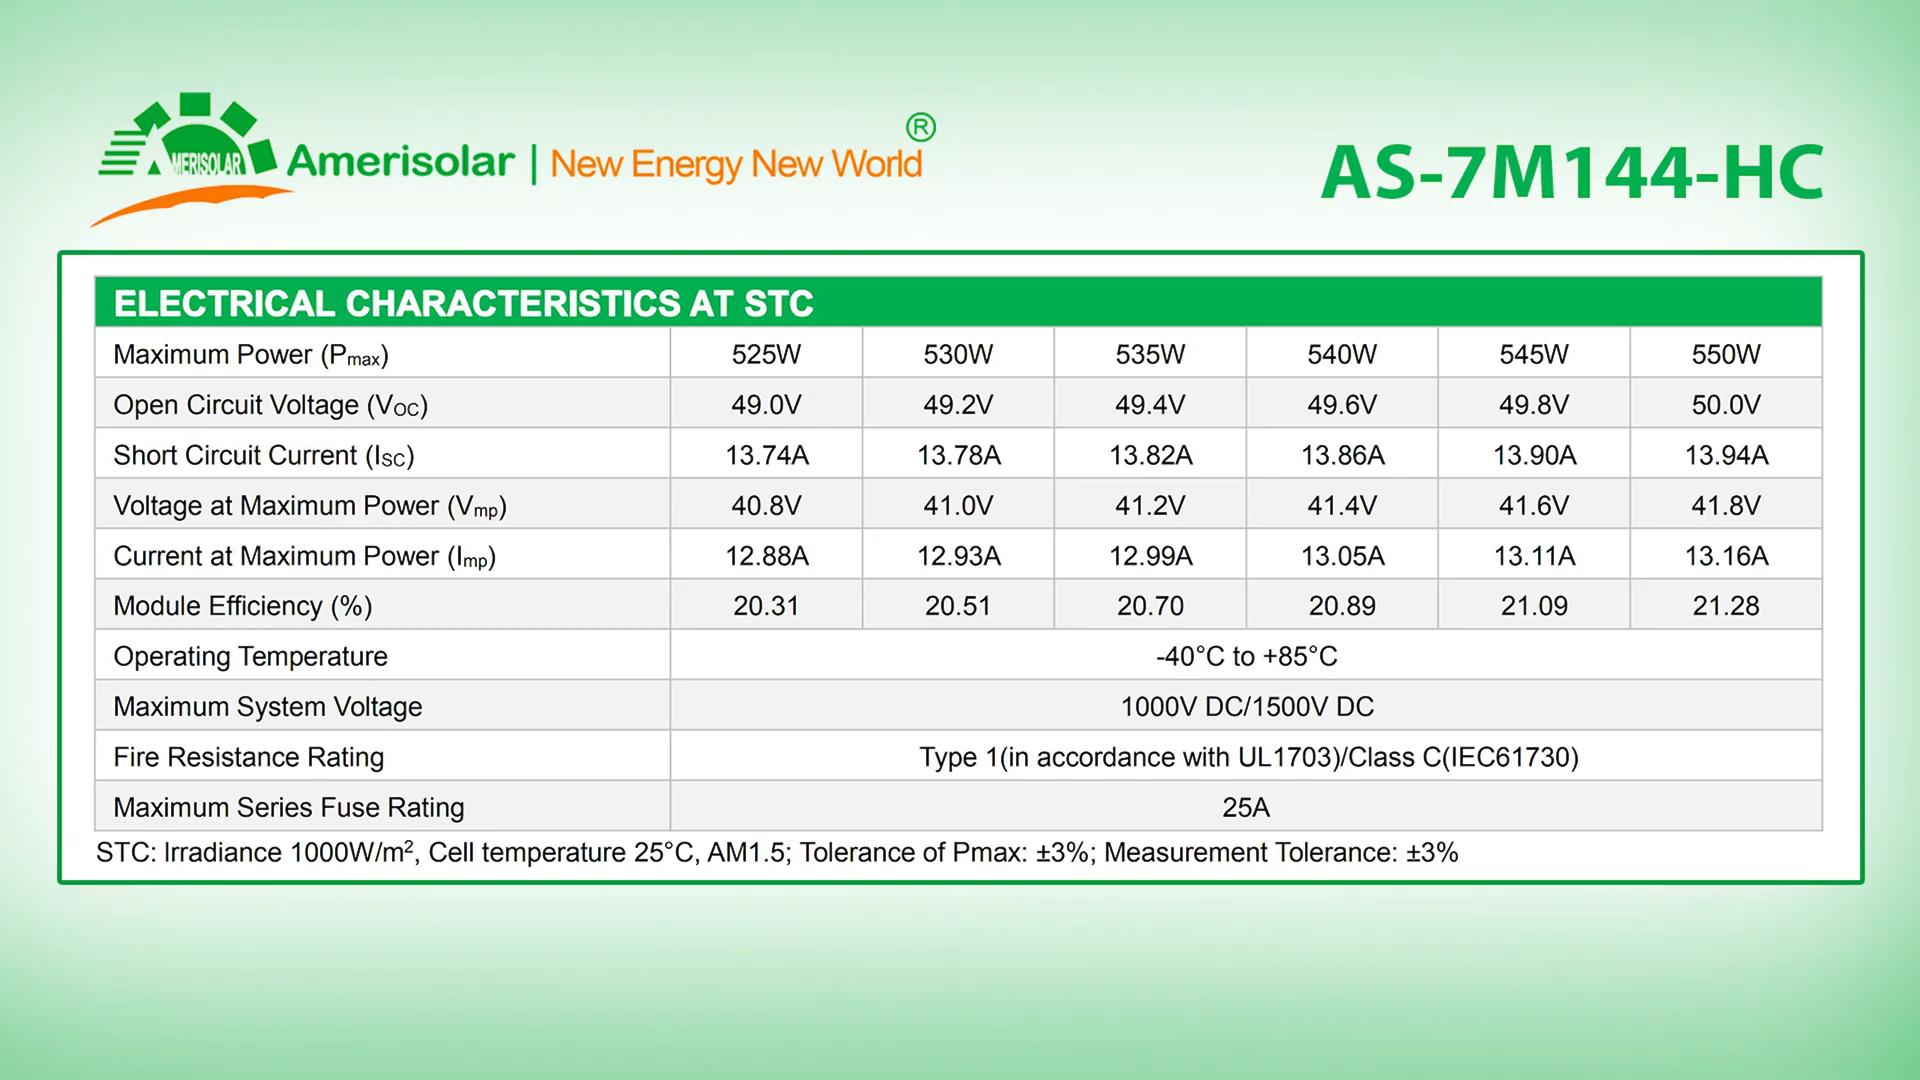 AMERISOLAR
Amerisolar | New Energy New World ®
AS-7M144-HC
ELECTRICAL CHARACTERISTICS AT STC
Maximum Power (Pmax) 525W 530W 535W 540W 545W 550W
Open Circuit Voltage (VOC) 49.0V 49.2V 49.4V 49.6V 49.8V 50.0V
Short Circuit Current (ISC) 13.74A 13.78A 13.82A 13.86A 13.90A 13.94A
Voltage at Maximum Power (Vmp) 40.8V 41.0V 41.2V 41.4V 41.6V 41.8V
Current at Maximum Power (Imp) 12.88A 12.93A 12.99A 13.05A 13.11A 13.16A
Module Efficiency (%) 20.31 20.51 20.70 20.89 21.09 21.28
Operating Temperature -40°C to +85°C
Maximum System Voltage 1000V DC/1500V DC
Fire Resistance Rating Type 1(in accordance with UL1703)/Class C(IEC61730)
Maximum Series Fuse Rating 25A
STC: Irradiance 1000W/m², Cell temperature 25°C, AM1.5; Tolerance of Pmax: ±3%; Measurement Tolerance: ±3%